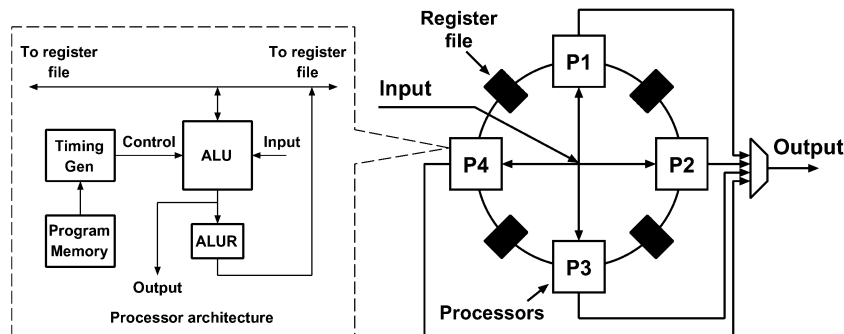 To register
file
To register
file
Timing
Gen
Control
ALU
Input
Program
Memory
ALUR
Output
Processor architecture
Register
file
Input
P1
P4
P2
P3
Output
Processors